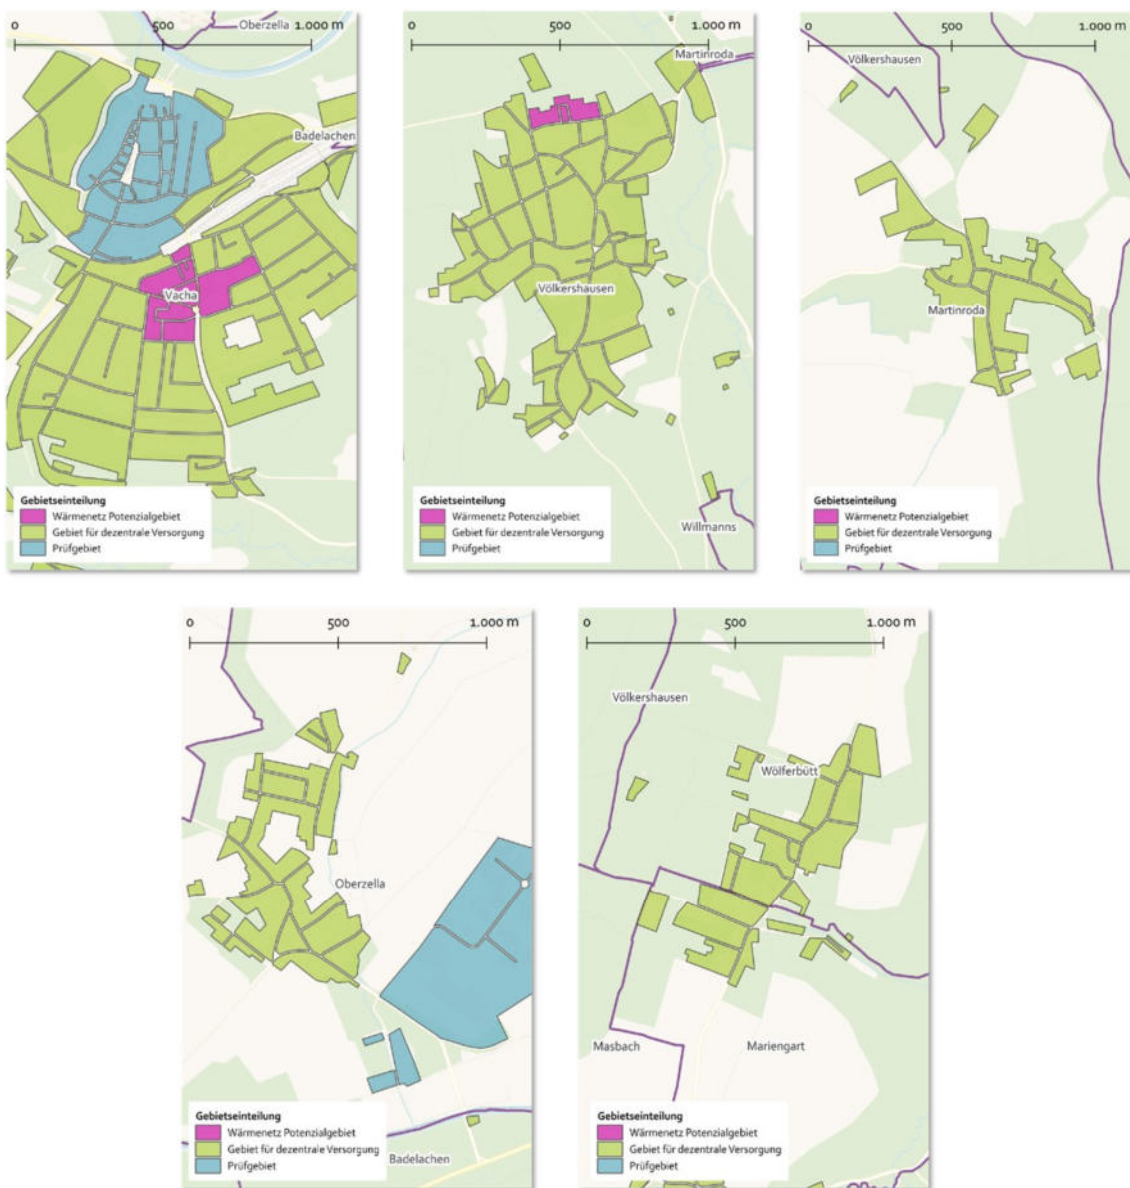 Oberzella
0 500 1.000 m
Badelachen
Vacha
Gebietseinteilung
Wärmenetz Potenzialgebiet
Gebiet für dezentrale Versorgung
Prüfgebiet
0 500 1.000 m
Martinroda
Völkershausen
Willmanns
Gebietseinteilung
Wärmenetz Potenzialgebiet
Gebiet für dezentrale Versorgung
Prüfgebiet
0 500 1.000 m
Völkershausen
Martinroda
Gebietseinteilung
Wärmenetz Potenzialgebiet
Gebiet für dezentrale Versorgung
Prüfgebiet
0 500 1.000 m
Oberzella
Gebietseinteilung
Wärmenetz Potenzialgebiet
Gebiet für dezentrale Versorgung
Prüfgebiet
Badelachen
0 500 1.000 m
Völkershausen
Wölferbütt
Masbach
Mariengart
Gebietseinteilung
Wärmenetz Potenzialgebiet
Gebiet für dezentrale Versorgung
Prüfgebiet